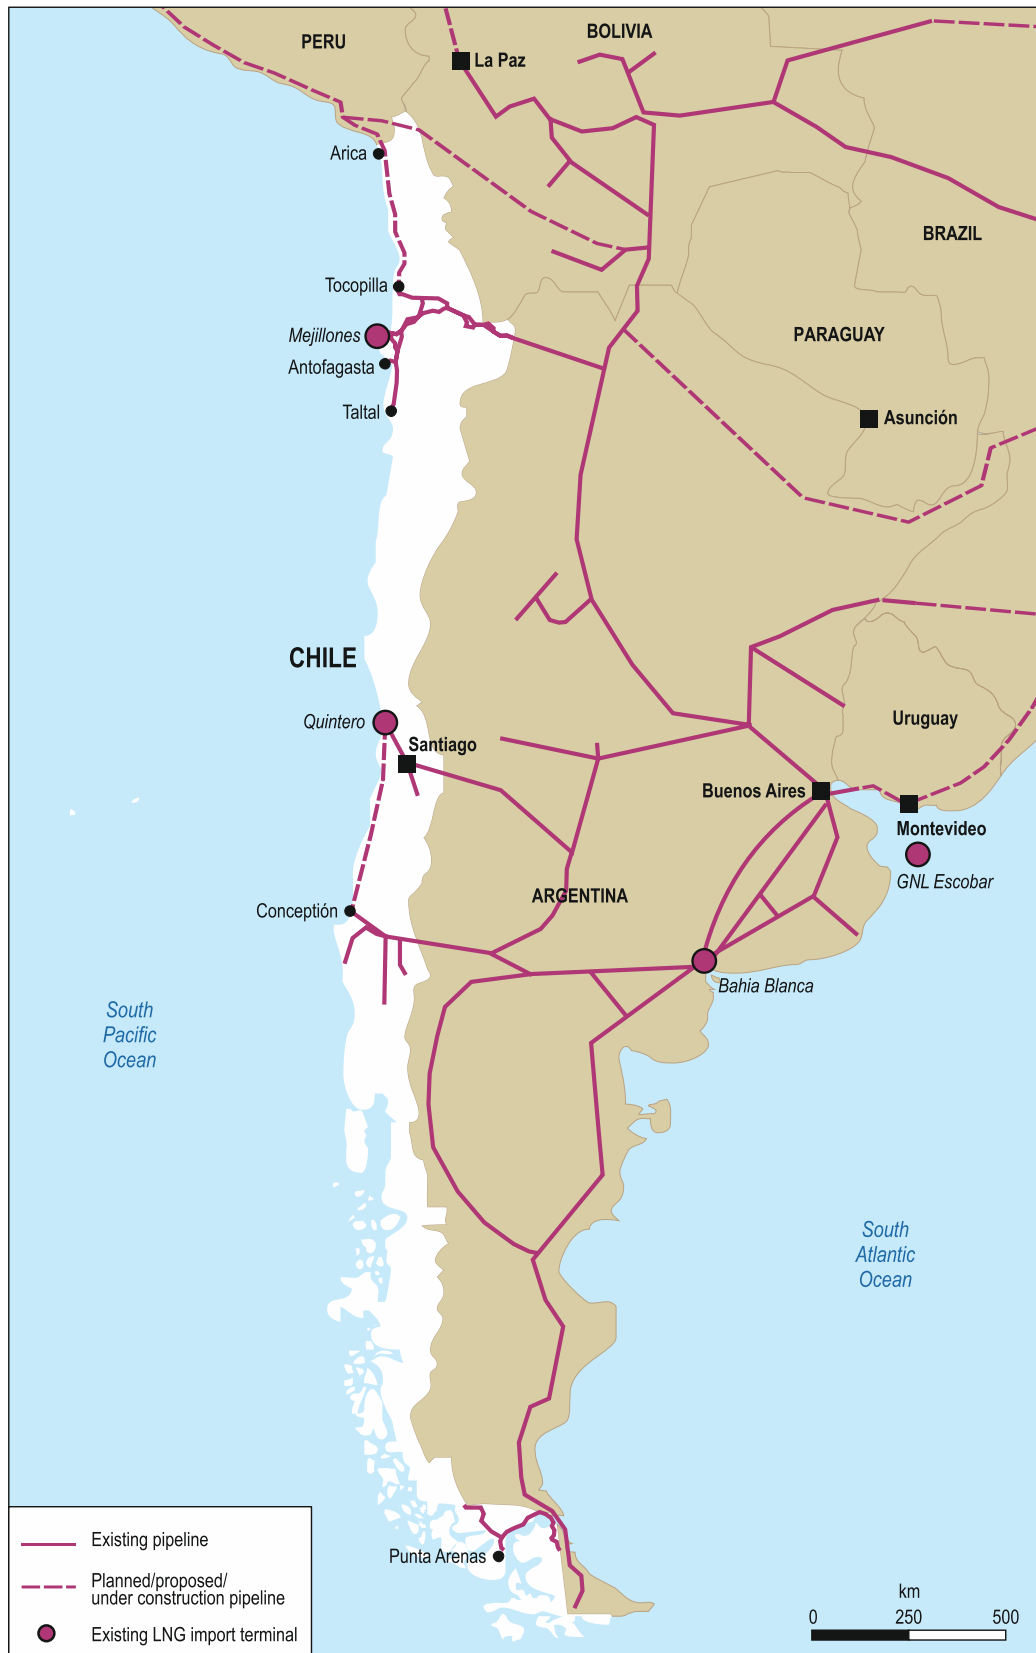 PERU
BOLIVIA
La Paz
Arica
BRAZIL
Tocopilla
Mejillones
PARAGUAY
Antofagasta
Taltal
Asunción
CHILE
Quintero
Uruguay
Santiago
Buenos Aires
Montevideo
GNL Escobar
ARGENTINA
Conceptión
Bahia Blanca
South
Pacific
Ocean
South
Atlantic
Ocean
Punta Arenas
Existing pipeline
Planned/proposed/
under construction pipeline
Existing LNG import terminal
km
0 250 500